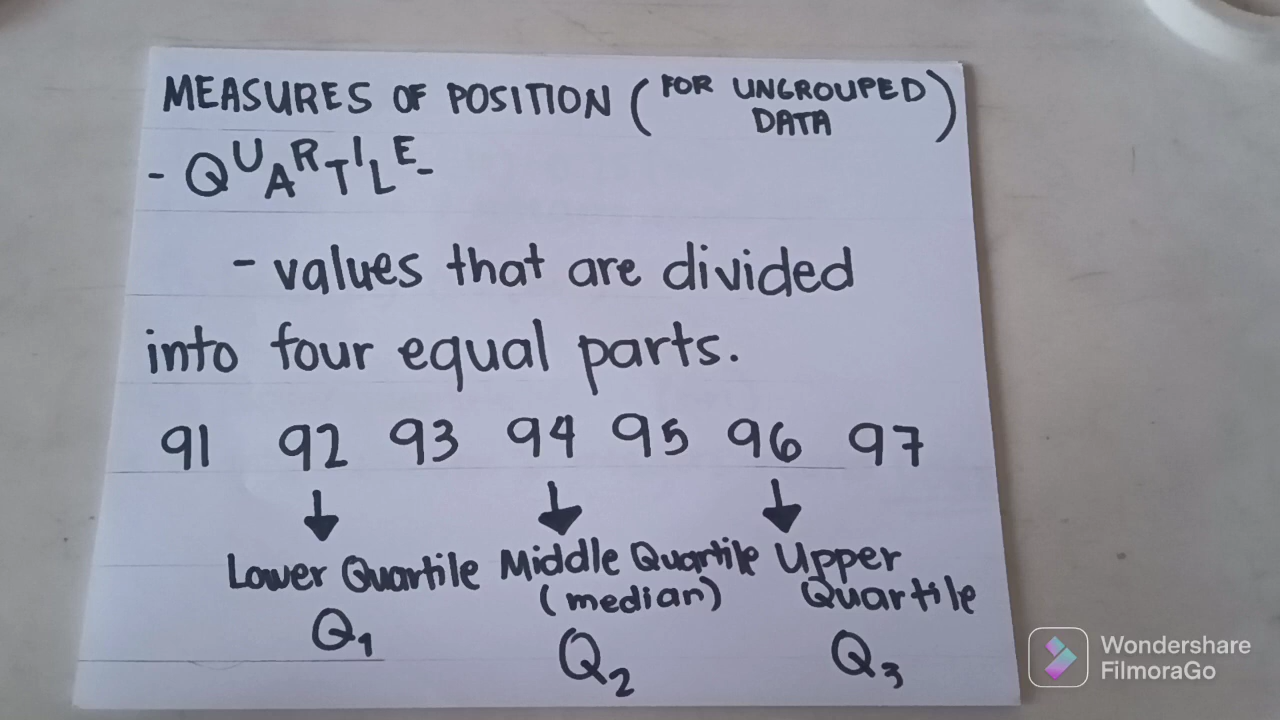 MEASURES OF POSITION (FOR UNGROUPED DATA)
- QUARTILE-
- values that are divided
into four equal parts.
91 92 93 94 95 96 97
Lower Quartile Middle Quartile Upper Quartile
(median)
Q1 Q2 Q3
Wondershare
FilmoraGo